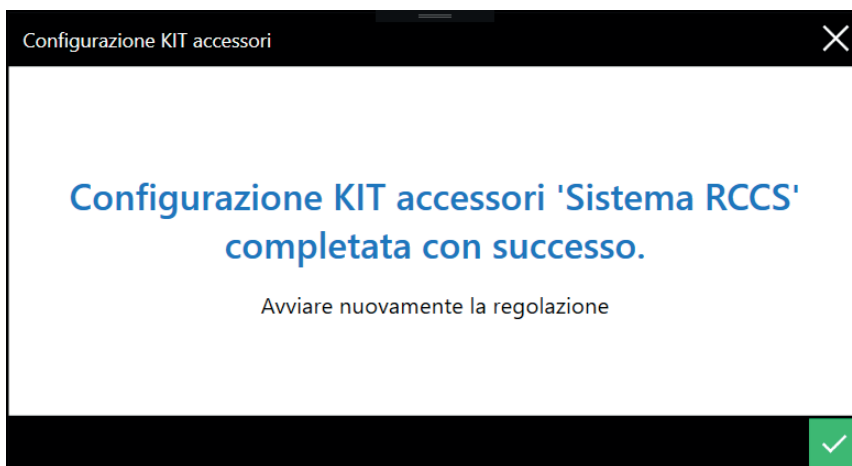 Configurazione KIT accessori
Configurazione KIT accessori 'Sistema RCCS'
completata con successo.
Avviare nuovamente la regolazione